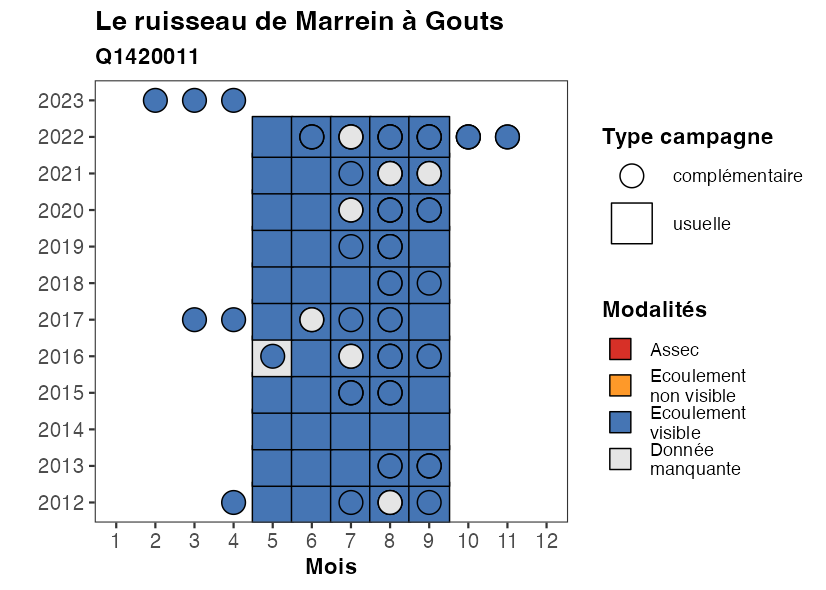 Le ruisseau de Marrein à Gouts
Q1420011
2023
2022
2021
2020
2019
2018
2017
2016
2015
2014
2013
2012
1 2 3 4 5 6 7 8 9 10 11 12
Mois
Type campagne
complémentaire
usuelle
Modalités
Assec
Ecoulement
non visible
Ecoulement
visible
Donnée
manquante